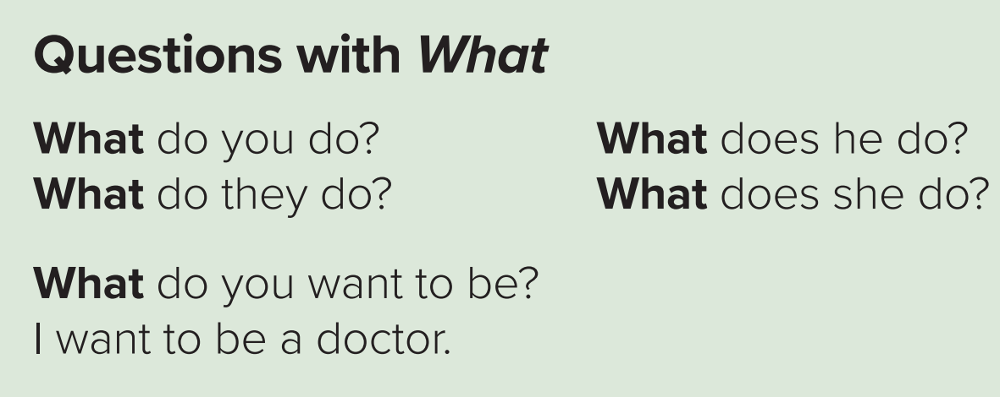 Questions with What
What do you do?
What does he do?
What do they do?
What does she do?
What do you want to be?
I want to be a doctor.